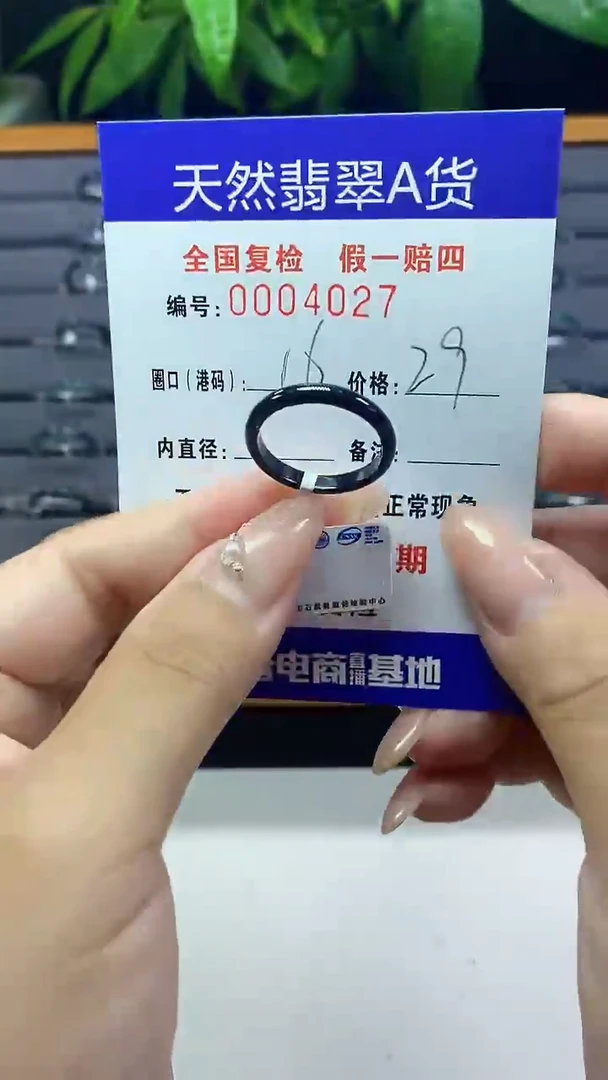 天然翡翠A货
全国复检 假一赔四
编号:0004027
圈口(港码): 16 价格: 29
内直径: 备注:
正常现象
期
电商直播基地